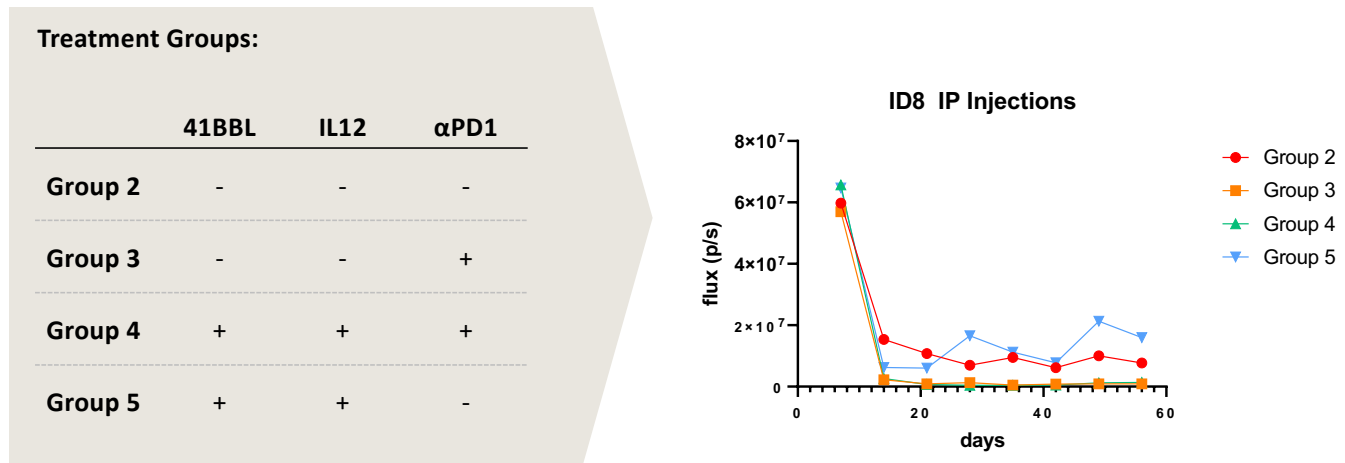 Treatment Groups:
41BBL IL12 αPD1
Group 2 - - -
Group 3 - - +
Group 4 + + +
Group 5 + + -
ID8 IP Injections
8×10⁷
6×10⁷
4×10⁷
2×10⁷
0
flux (p/s)
0 20 40 60
days
Group 2
Group 3
Group 4
Group 5